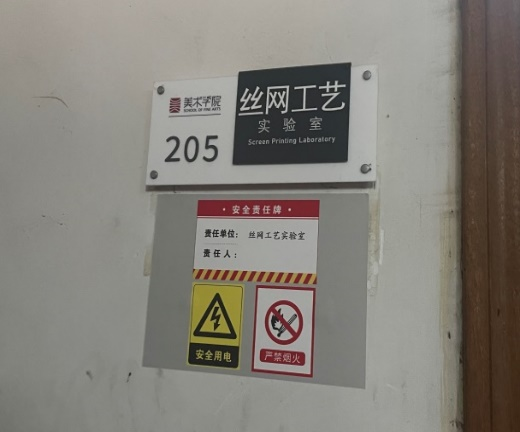 美术学院
SCHOOL OF FINE ARTS
205
丝网工艺
实验室
Screen Printing Laboratory
·安全责任牌·
责任单位： 丝网工艺实验室
责任人：
安全用电
严禁烟火